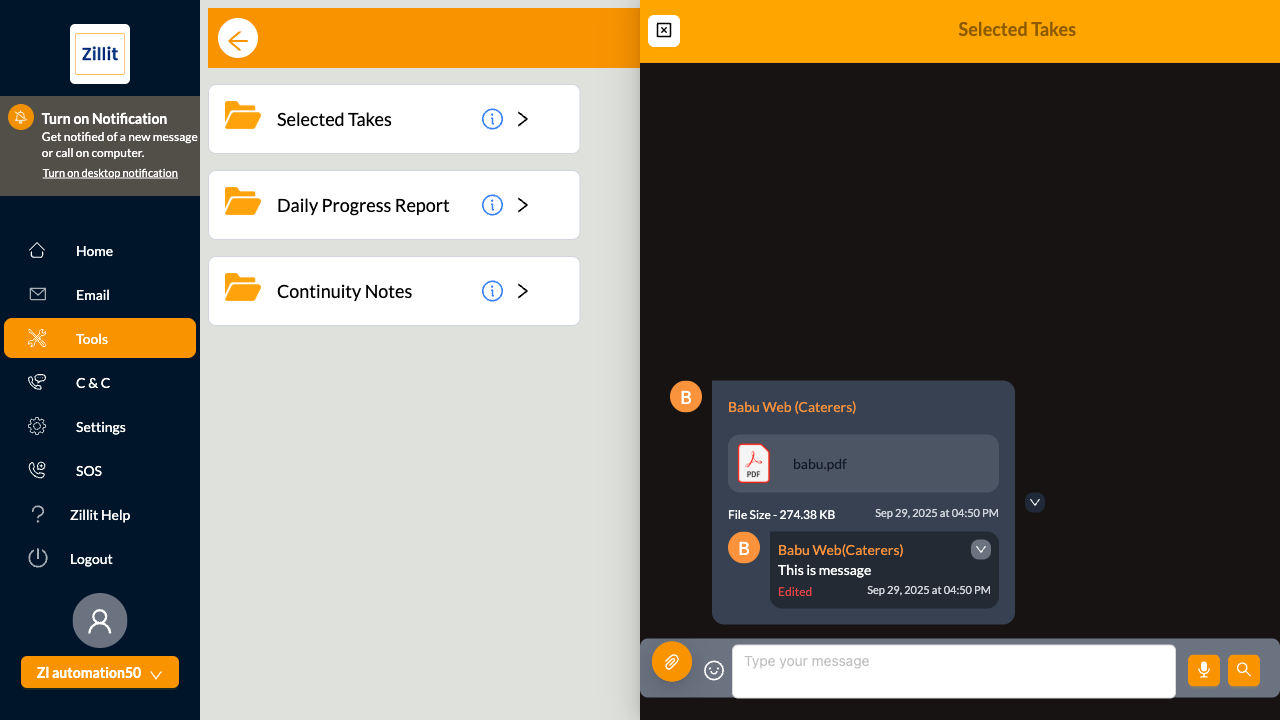 Zillit
Turn on Notification
Get notified of a new message
or call on computer.
Turn on desktop notification
Home
Email
Tools
C & C
Settings
SOS
Zillit Help
Logout
ZI automation50
Selected Takes
Daily Progress Report
Continuity Notes
Selected Takes
B
Babu Web (Caterers)
PDF
babu.pdf
File Size - 274.38 KB
Sep 29, 2025 at 04:50 PM
B
Babu Web(Caterers)
This is message
Edited
Sep 29, 2025 at 04:50 PM
Type your message